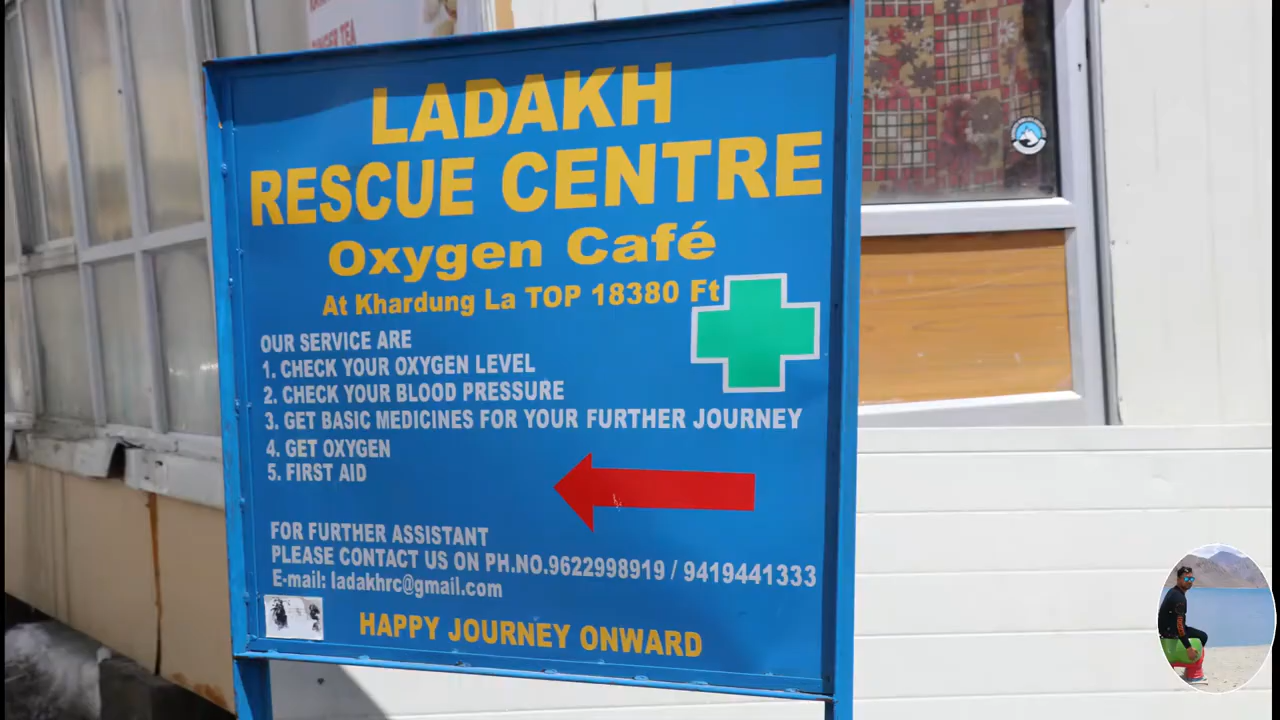 GINGER TEA
LADAKH
RESCUE CENTRE
Oxygen Café
At Khardung La TOP 18380 Ft
OUR SERVICE ARE
1. CHECK YOUR OXYGEN LEVEL
2. CHECK YOUR BLOOD PRESSURE
3. GET BASIC MEDICINES FOR YOUR FURTHER JOURNEY
4. GET OXYGEN
5. FIRST AID
FOR FURTHER ASSISTANT
PLEASE CONTACT US ON PH.NO.9622998919 / 9419441333
E-mail: ladakhrc@gmail.com
HAPPY JOURNEY ONWARD